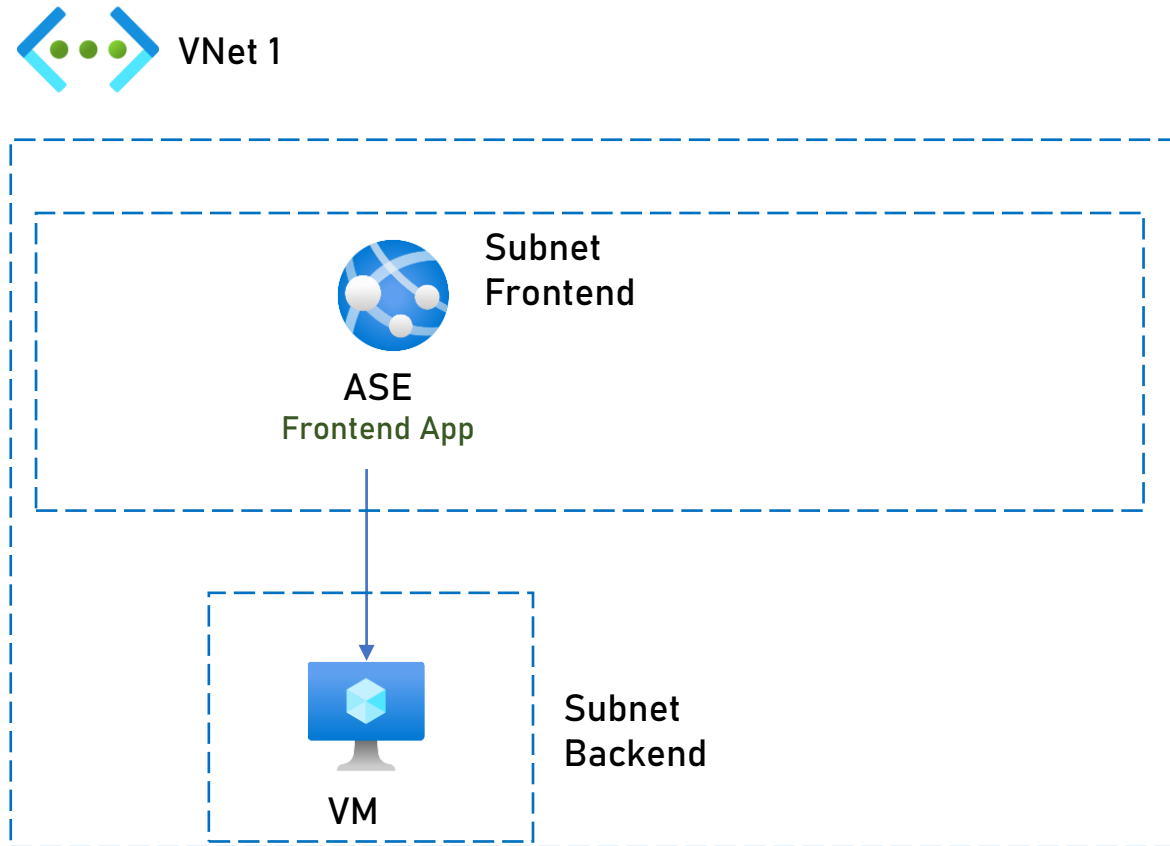 VNet 1
Subnet
Frontend
ASE
Frontend App
Subnet
Backend
VM